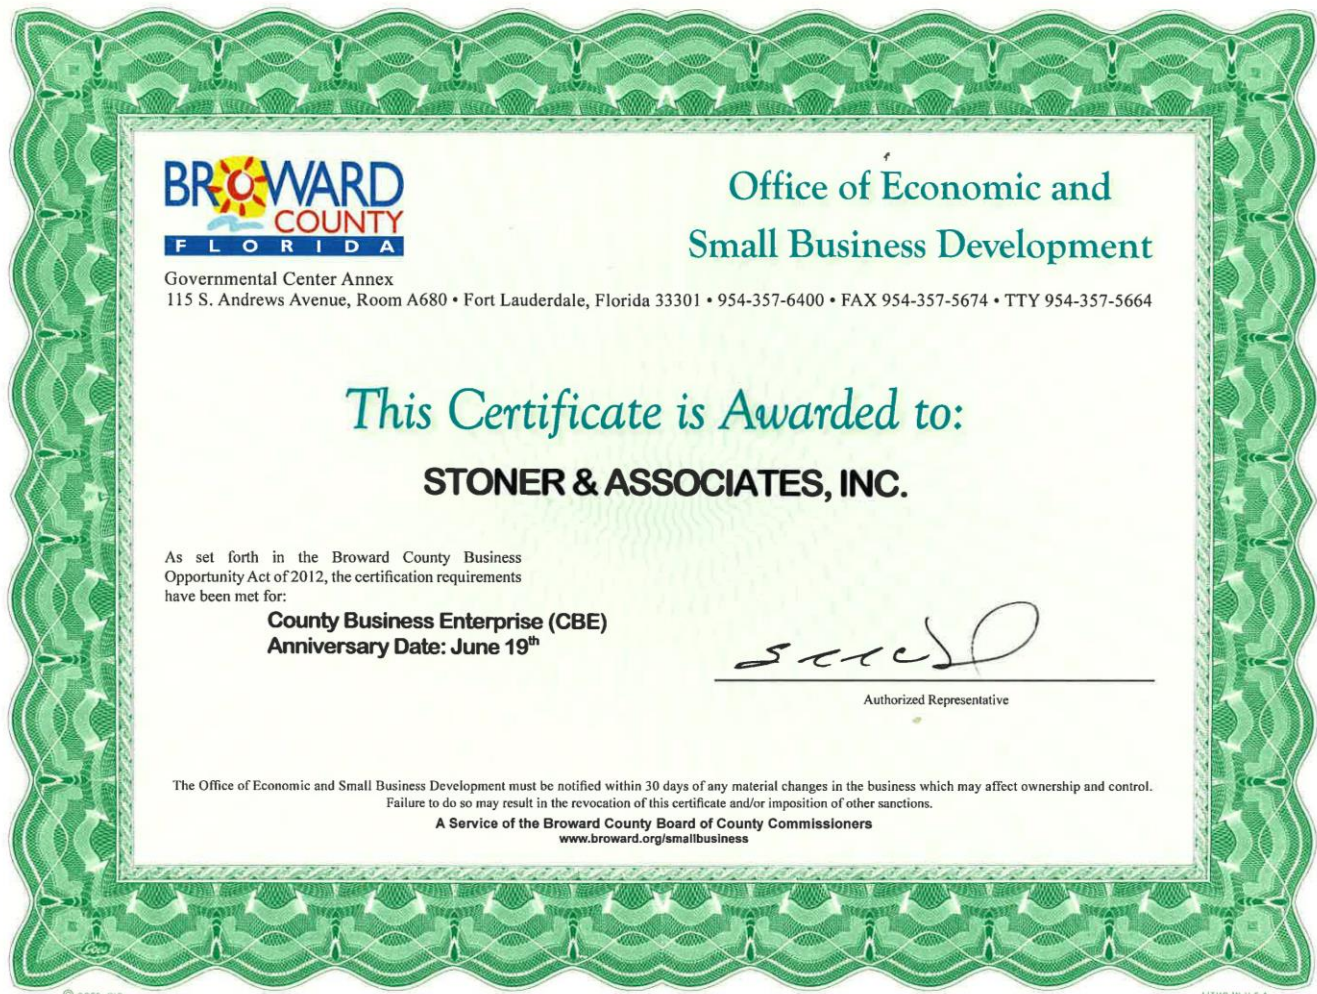 BROWARD
COUNTY
FLORIDA
Office of Economic and
Small Business Development
Governmental Center Annex
115 S. Andrews Avenue, Room A680 • Fort Lauderdale, Florida 33301 • 954-357-6400 • FAX 954-357-5674 • TTY 954-357-5664
This Certificate is Awarded to:
STONER & ASSOCIATES, INC.
As set forth in the Broward County Business
Opportunity Act of 2012, the certification requirements
have been met for:
County Business Enterprise (CBE)
Anniversary Date: June 19th
Authorized Representative
The Office of Economic and Small Business Development must be notified within 30 days of any material changes in the business which may affect ownership and control.
Failure to do so may result in the revocation of this certificate and/or imposition of other sanctions.
A Service of the Broward County Board of County Commissioners
www.broward.org/smallbusiness